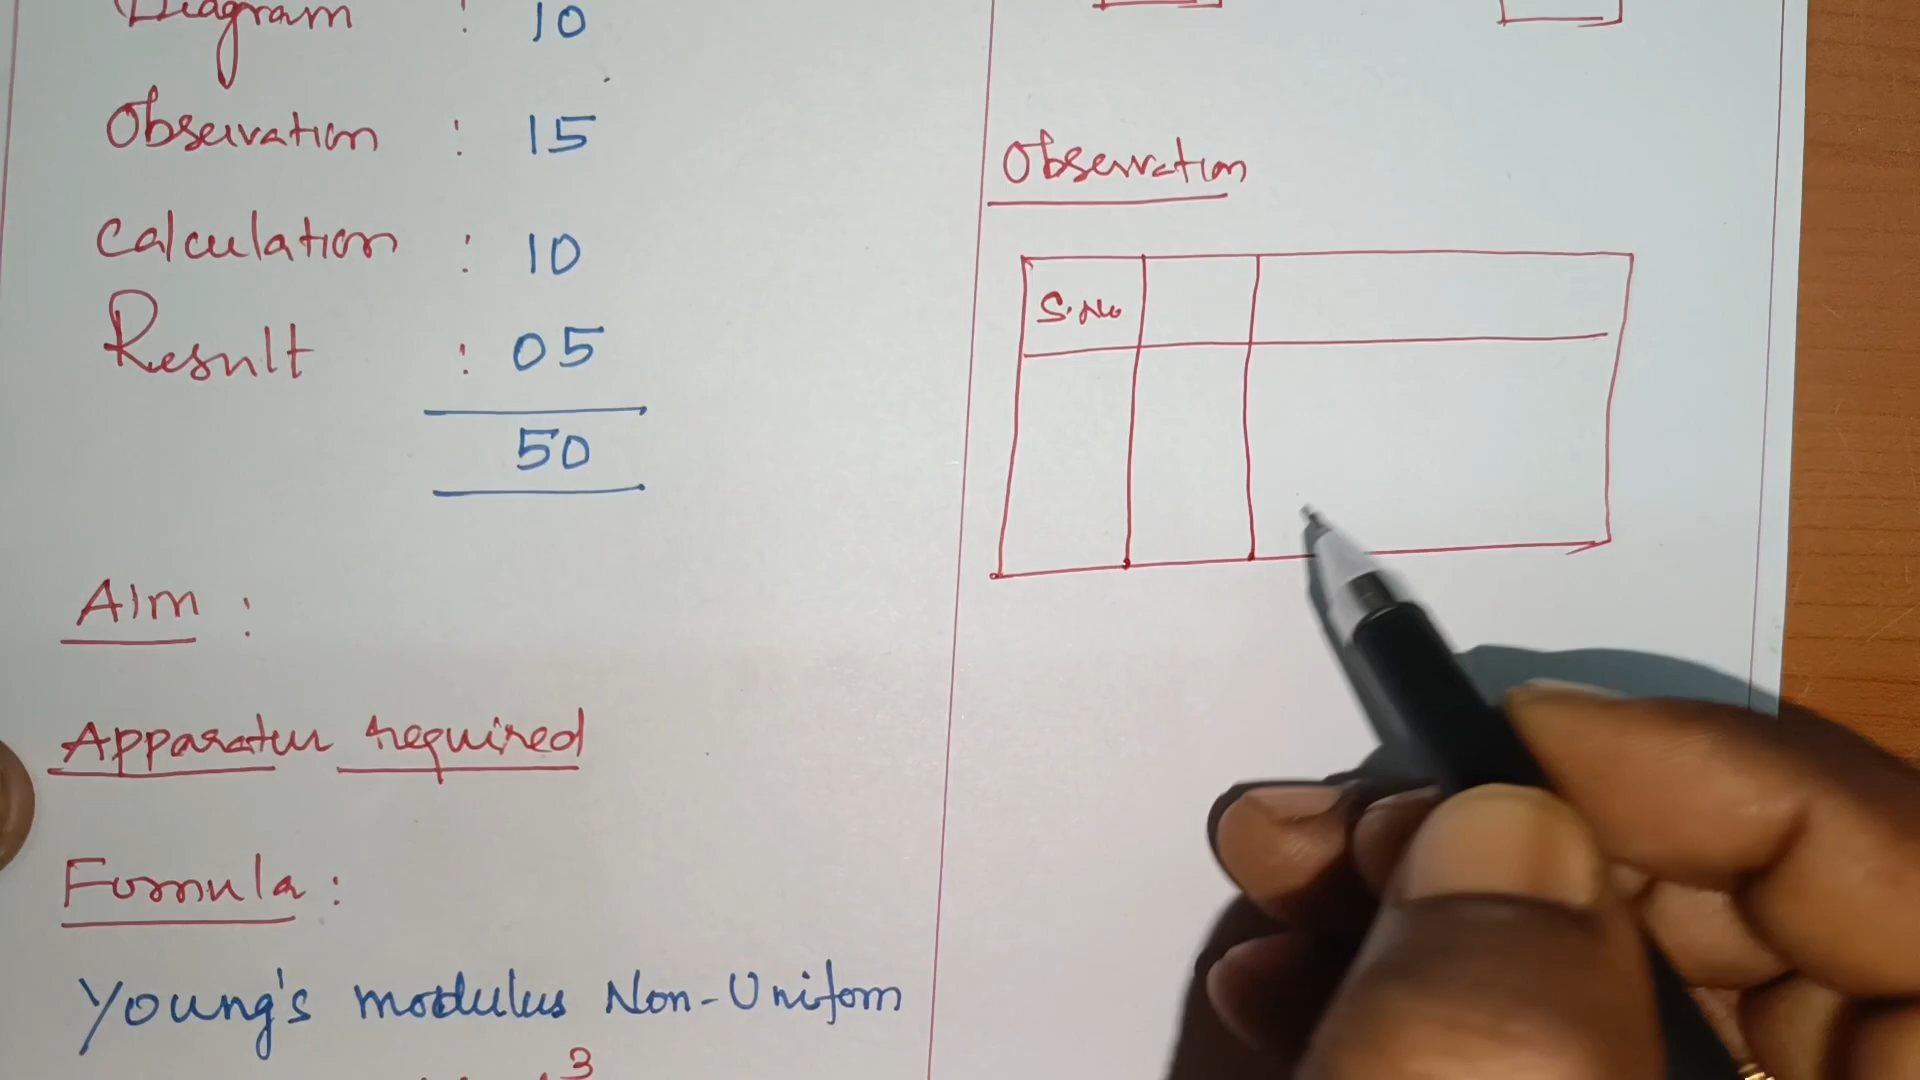 Diagram : 10
Observation : 15
Calculation : 10
Result : 05
50
Aim :
Apparatus required
Formula :
Young's modulus Non-Uniform
3
Observation
S.No